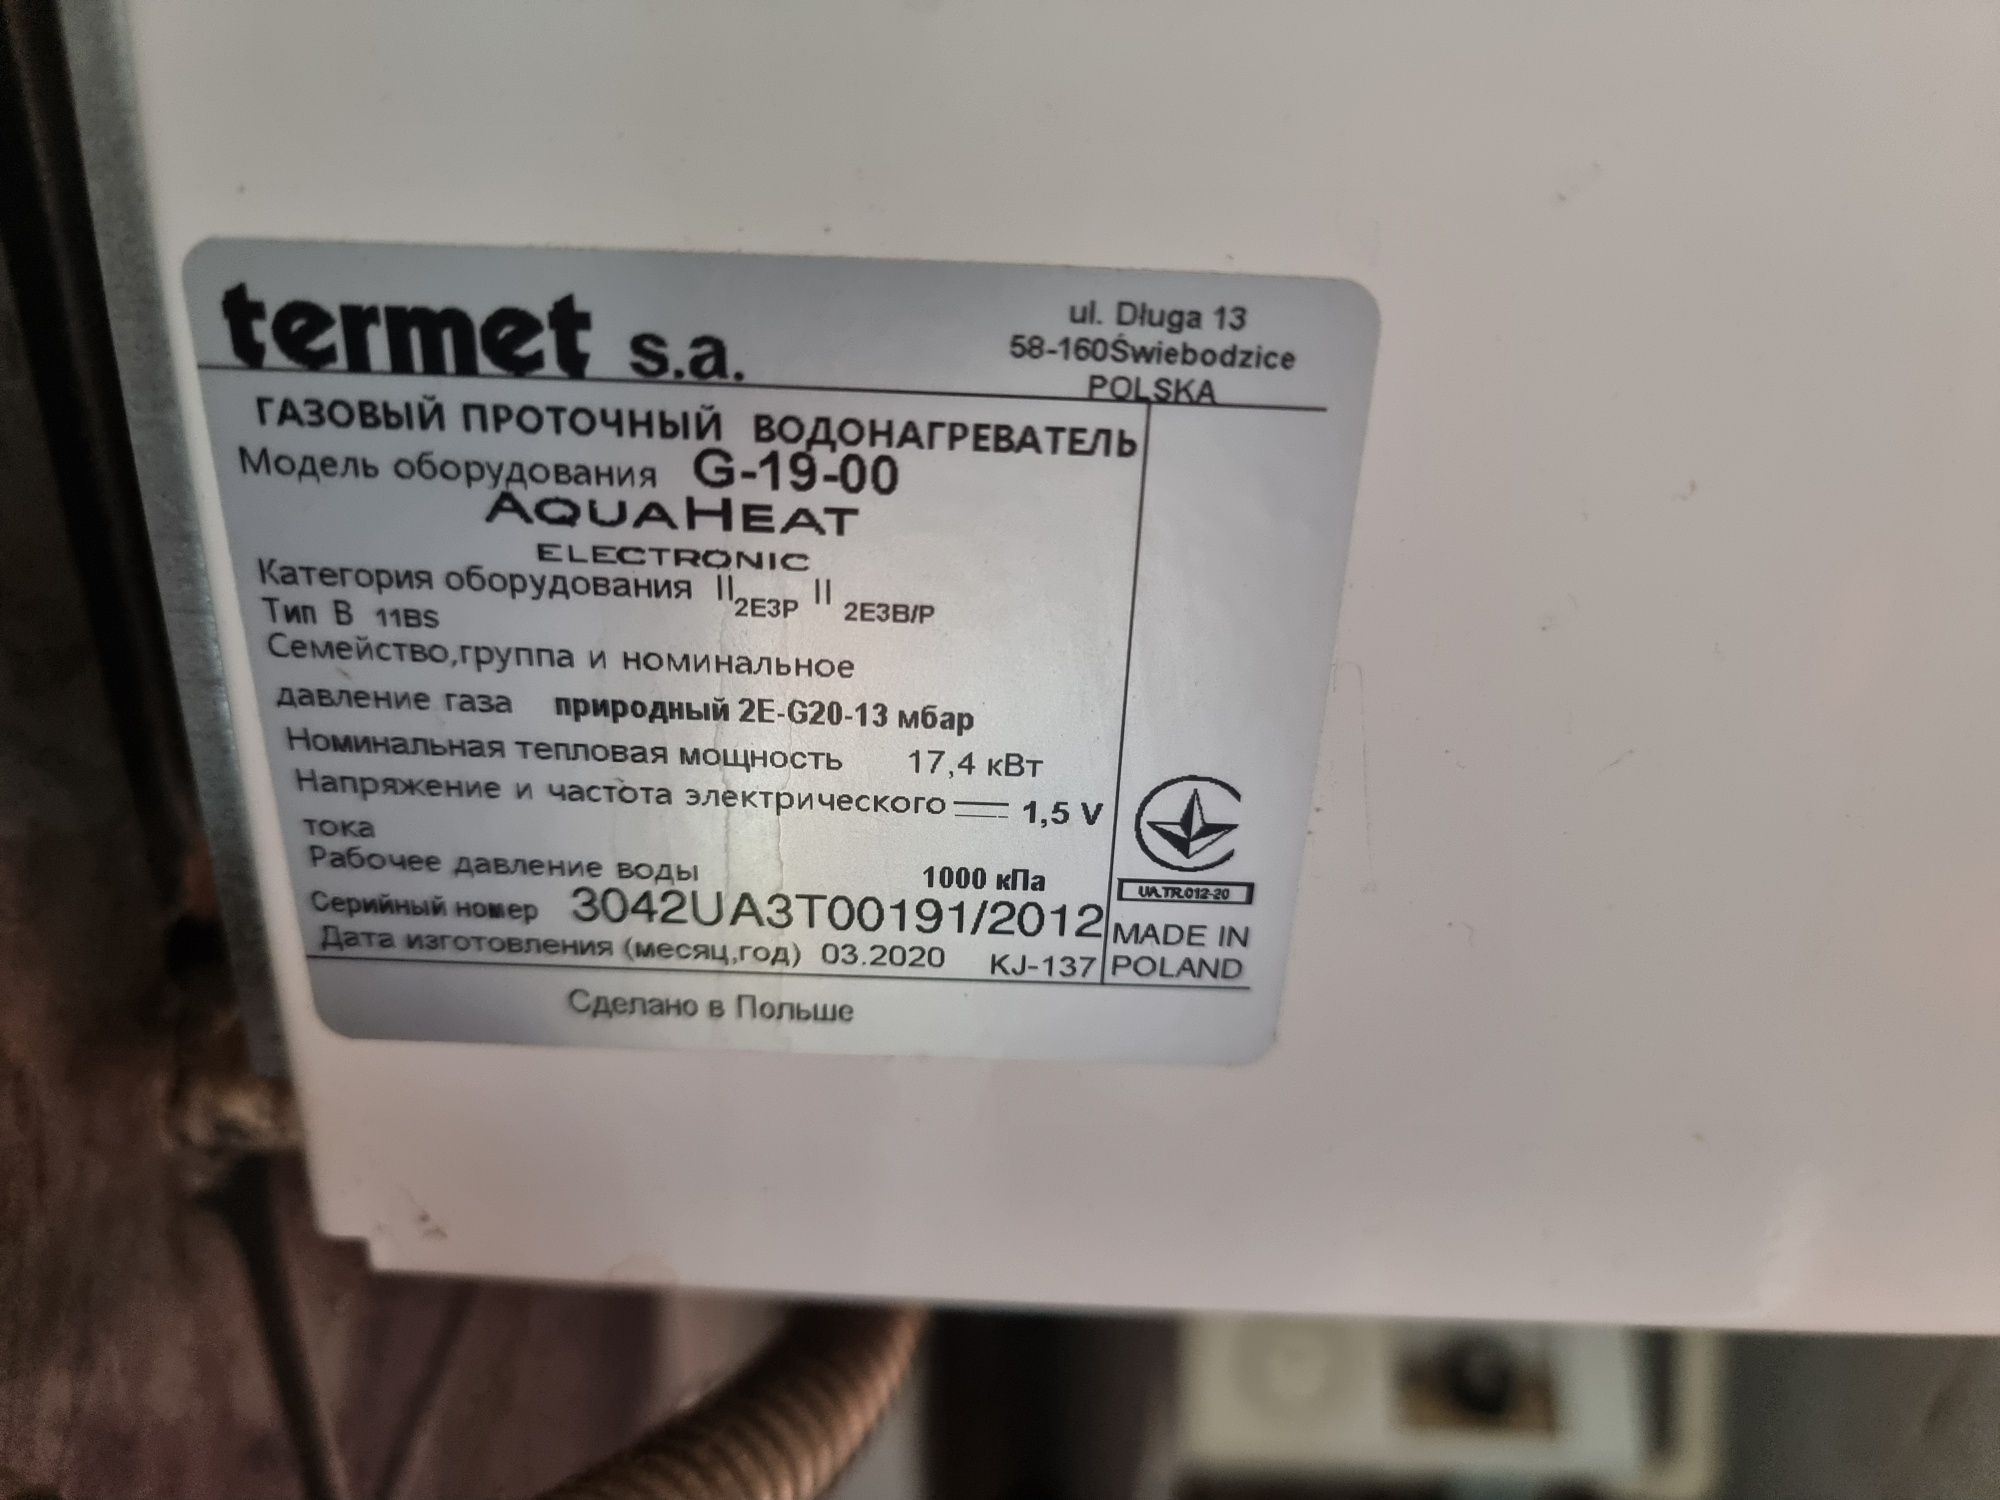 termet s.a.
ul. Długa 13
58-160Świebodzice
POLSKA
ГАЗОВЫЙ ПРОТОЧНЫЙ ВОДОНАГРЕВАТЕЛЬ
Модель оборудования G-19-00
AQUAHEAT
ELECTRONIC
Категория оборудования II2E3P II2E3B/P
Тип B 11BS
Семейство,группа и номинальное
давление газа природный 2E-G20-13 мбар
Номинальная тепловая мощность 17,4 кВт
Напряжение и частота электрического 1,5 V
тока
Рабочее давление воды 1000 кПа
Серийный номер 3042UA3T00191/2012
Дата изготовления (месяц,год) 03.2020 KJ-137
UA.TR.012-20
MADE IN
POLAND
Сделано в Польше